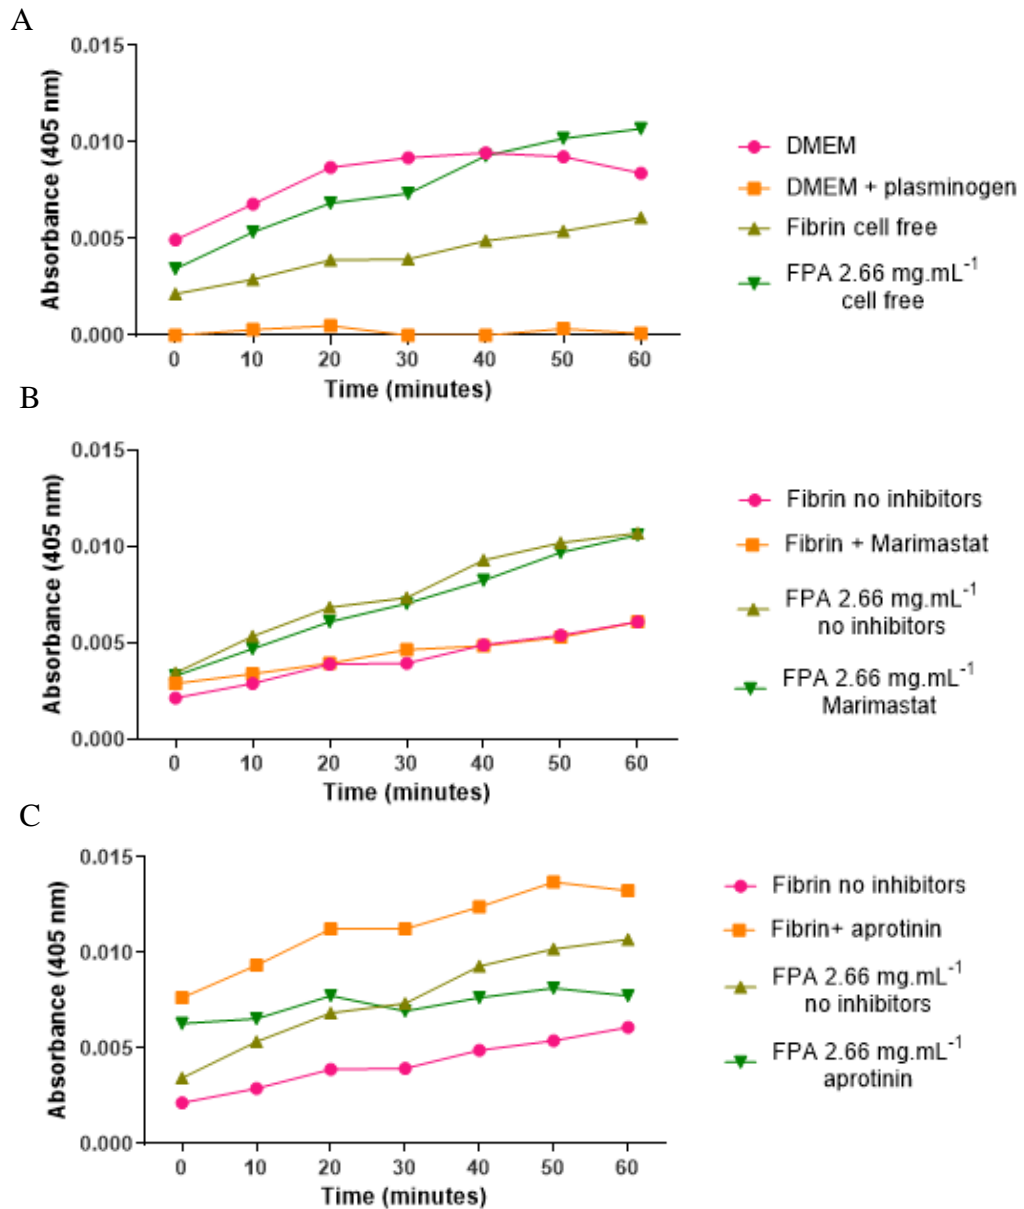 A
0.015
0.010
0.005
0.000
Absorbance (405 nm)
0 10 20 30 40 50 60
Time (minutes)
DMEM
DMEM + plasminogen
Fibrin cell free
FPA 2.66 mg.mL-1
cell free
B
0.015
0.010
0.005
0.000
Absorbance (405 nm)
0 10 20 30 40 50 60
Time (minutes)
Fibrin no inhibitors
Fibrin + Marimastat
FPA 2.66 mg.mL-1
no inhibitors
FPA 2.66 mg.mL-1
Marimastat
C
0.015
0.010
0.005
0.000
Absorbance (405 nm)
0 10 20 30 40 50 60
Time (minutes)
Fibrin no inhibitors
Fibrin+ aprotinin
FPA 2.66 mg.mL-1
no inhibitors
FPA 2.66 mg.mL-1
aprotinin